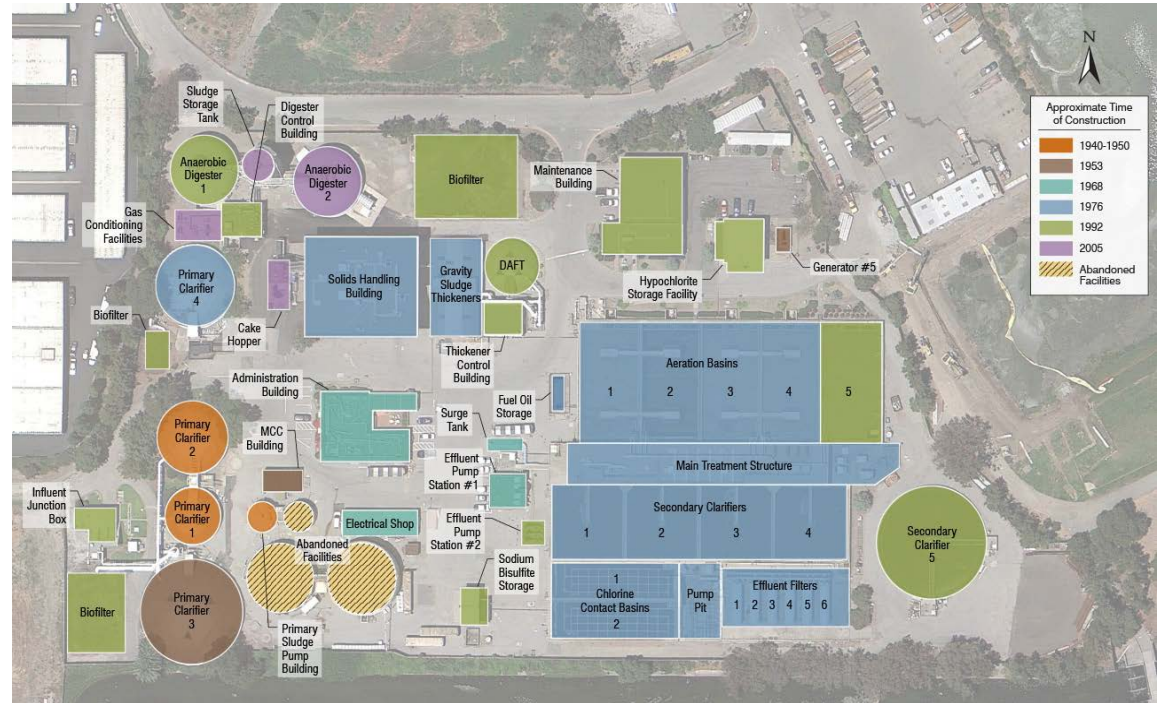 N
Approximate Time
of Construction
1940-1950
1953
1968
1976
1992
2005
Abandoned
Facilities
Sludge
Storage
Tank
Digester
Control
Building
Anaerobic
Digester
1
Anaerobic
Digester
2
Biofilter
Maintenance
Building
Gas
Conditioning
Facilities
Primary
Clarifier
4
Solids Handling
Building
Gravity
Sludge
Thickeners
DAFT
Hypochlorite
Storage Facility
Generator #5
Biofilter
Cake
Hopper
Thickener
Control
Building
Administration
Building
Fuel Oil
Storage
Aeration Basins
1
2
3
4
5
Primary
Clarifier
2
MCC
Building
Surge
Tank
Effluent
Pump
Station #1
Main Treatment Structure
Influent
Junction
Box
Primary
Clarifier
1
Abandoned
Facilities
Electrical Shop
Effluent
Pump
Station #2
Secondary Clarifiers
1
2
3
4
Secondary
Clarifier
5
Sodium
Bisulfite
Storage
Biofilter
Primary
Clarifier
3
Primary
Sludge
Pump
Building
1
Chlorine
Contact Basins
2
Pump
Pit
Effluent Filters
1 2 3 4 5 6